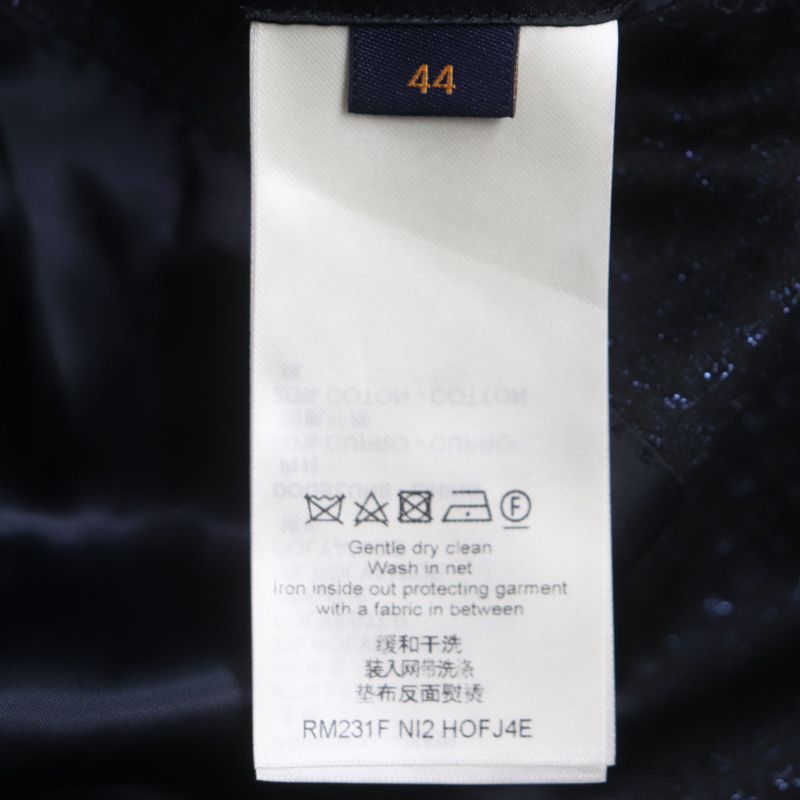 44
F
Gentle dry clean
Wash in net
Iron inside out protecting garment
with a fabric in between
缓和干洗
装入网带洗涤
垫布反面熨烫
RM231F NI2 HOFJ4E